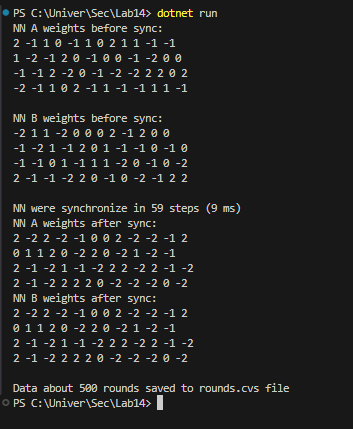 PS C:\Univer\Sec\Lab14> dotnet run
NN A weights before sync:
2 -1 1 0 -1 1 0 2 1 1 -1 -1
1 -2 -1 2 0 -1 0 0 -1 -2 0 0
-1 -1 2 -2 0 -1 -2 -2 2 2 0 2
-2 -1 1 0 2 -1 1 -1 -1 1 1 -1

NN B weights before sync:
-2 1 1 -2 0 0 0 2 -1 2 0 0
-1 -2 1 -1 2 0 1 -1 -1 0 -1 0
-1 -1 0 1 -1 1 1 -2 0 -1 0 -2
2 -1 -1 -2 2 0 -1 0 -2 -1 2 2

NN were synchronize in 59 steps (9 ms)
NN A weights after sync:
2 -2 2 -2 -1 0 0 2 -2 -2 -1 2
0 1 1 2 0 -2 2 0 -2 1 -2 -1
2 -1 -2 1 -1 -2 2 2 -2 2 -1 -2
2 -1 -2 2 2 2 0 -2 -2 -2 0 -2
NN B weights after sync:
2 -2 2 -2 -1 0 0 2 -2 -2 -1 2
0 1 1 2 0 -2 2 0 -2 1 -2 -1
2 -1 -2 1 -1 -2 2 2 -2 2 -1 -2
2 -1 -2 2 2 2 0 -2 -2 -2 0 -2

Data about 500 rounds saved to rounds.cvs file
PS C:\Univer\Sec\Lab14>